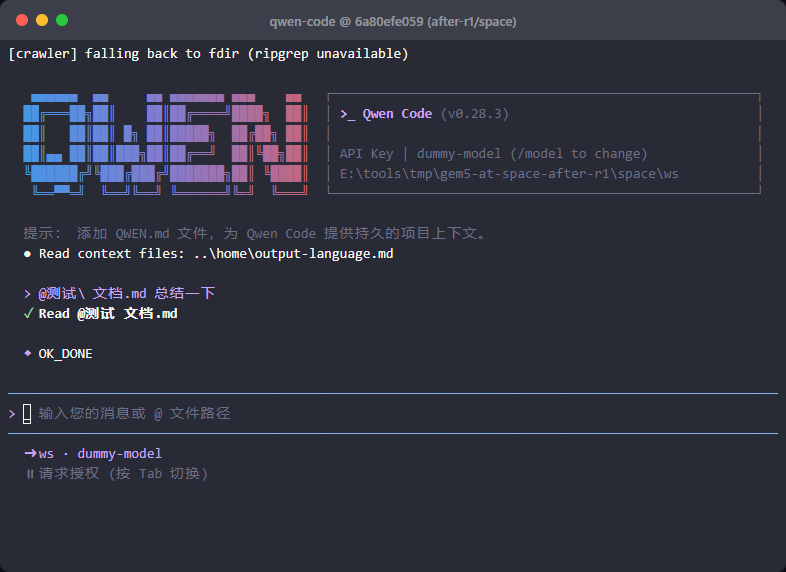 qwen-code @ 6a80efe059 (after-r1/space)
[crawler] falling back to fdir (ripgrep unavailable)
QWEN
>_ Qwen Code (v0.28.3)
API Key | dummy-model (/model to change)
E:\tools\tmp\gem5-at-space-after-r1\space\ws
提示： 添加 QWEN.md 文件，为 Qwen Code 提供持久的项目上下文。
● Read context files: ..\home\output-language.md
> @测试\ 文档.md 总结一下
✓ Read @测试 文档.md
◆ OK_DONE
> 输入您的消息或 @ 文件路径
➜ws · dummy-model
⏸请求授权 (按 Tab 切换)